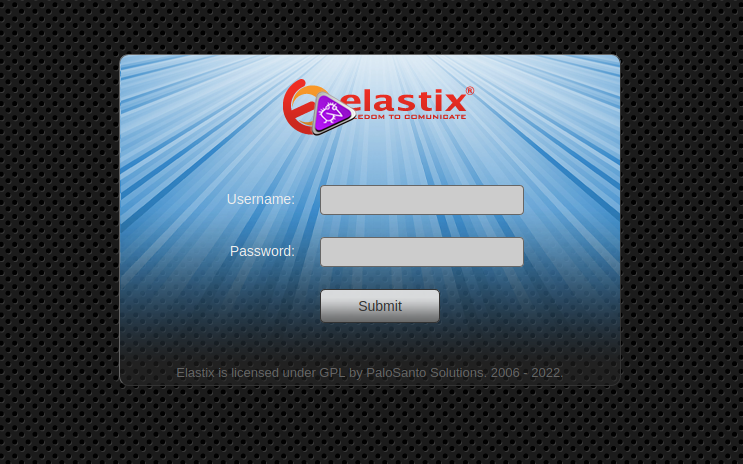 elastix®
EDOM TO COMUNICATE
Username:
Password:
Submit
Elastix is licensed under GPL by PaloSanto Solutions. 2006 - 2022.